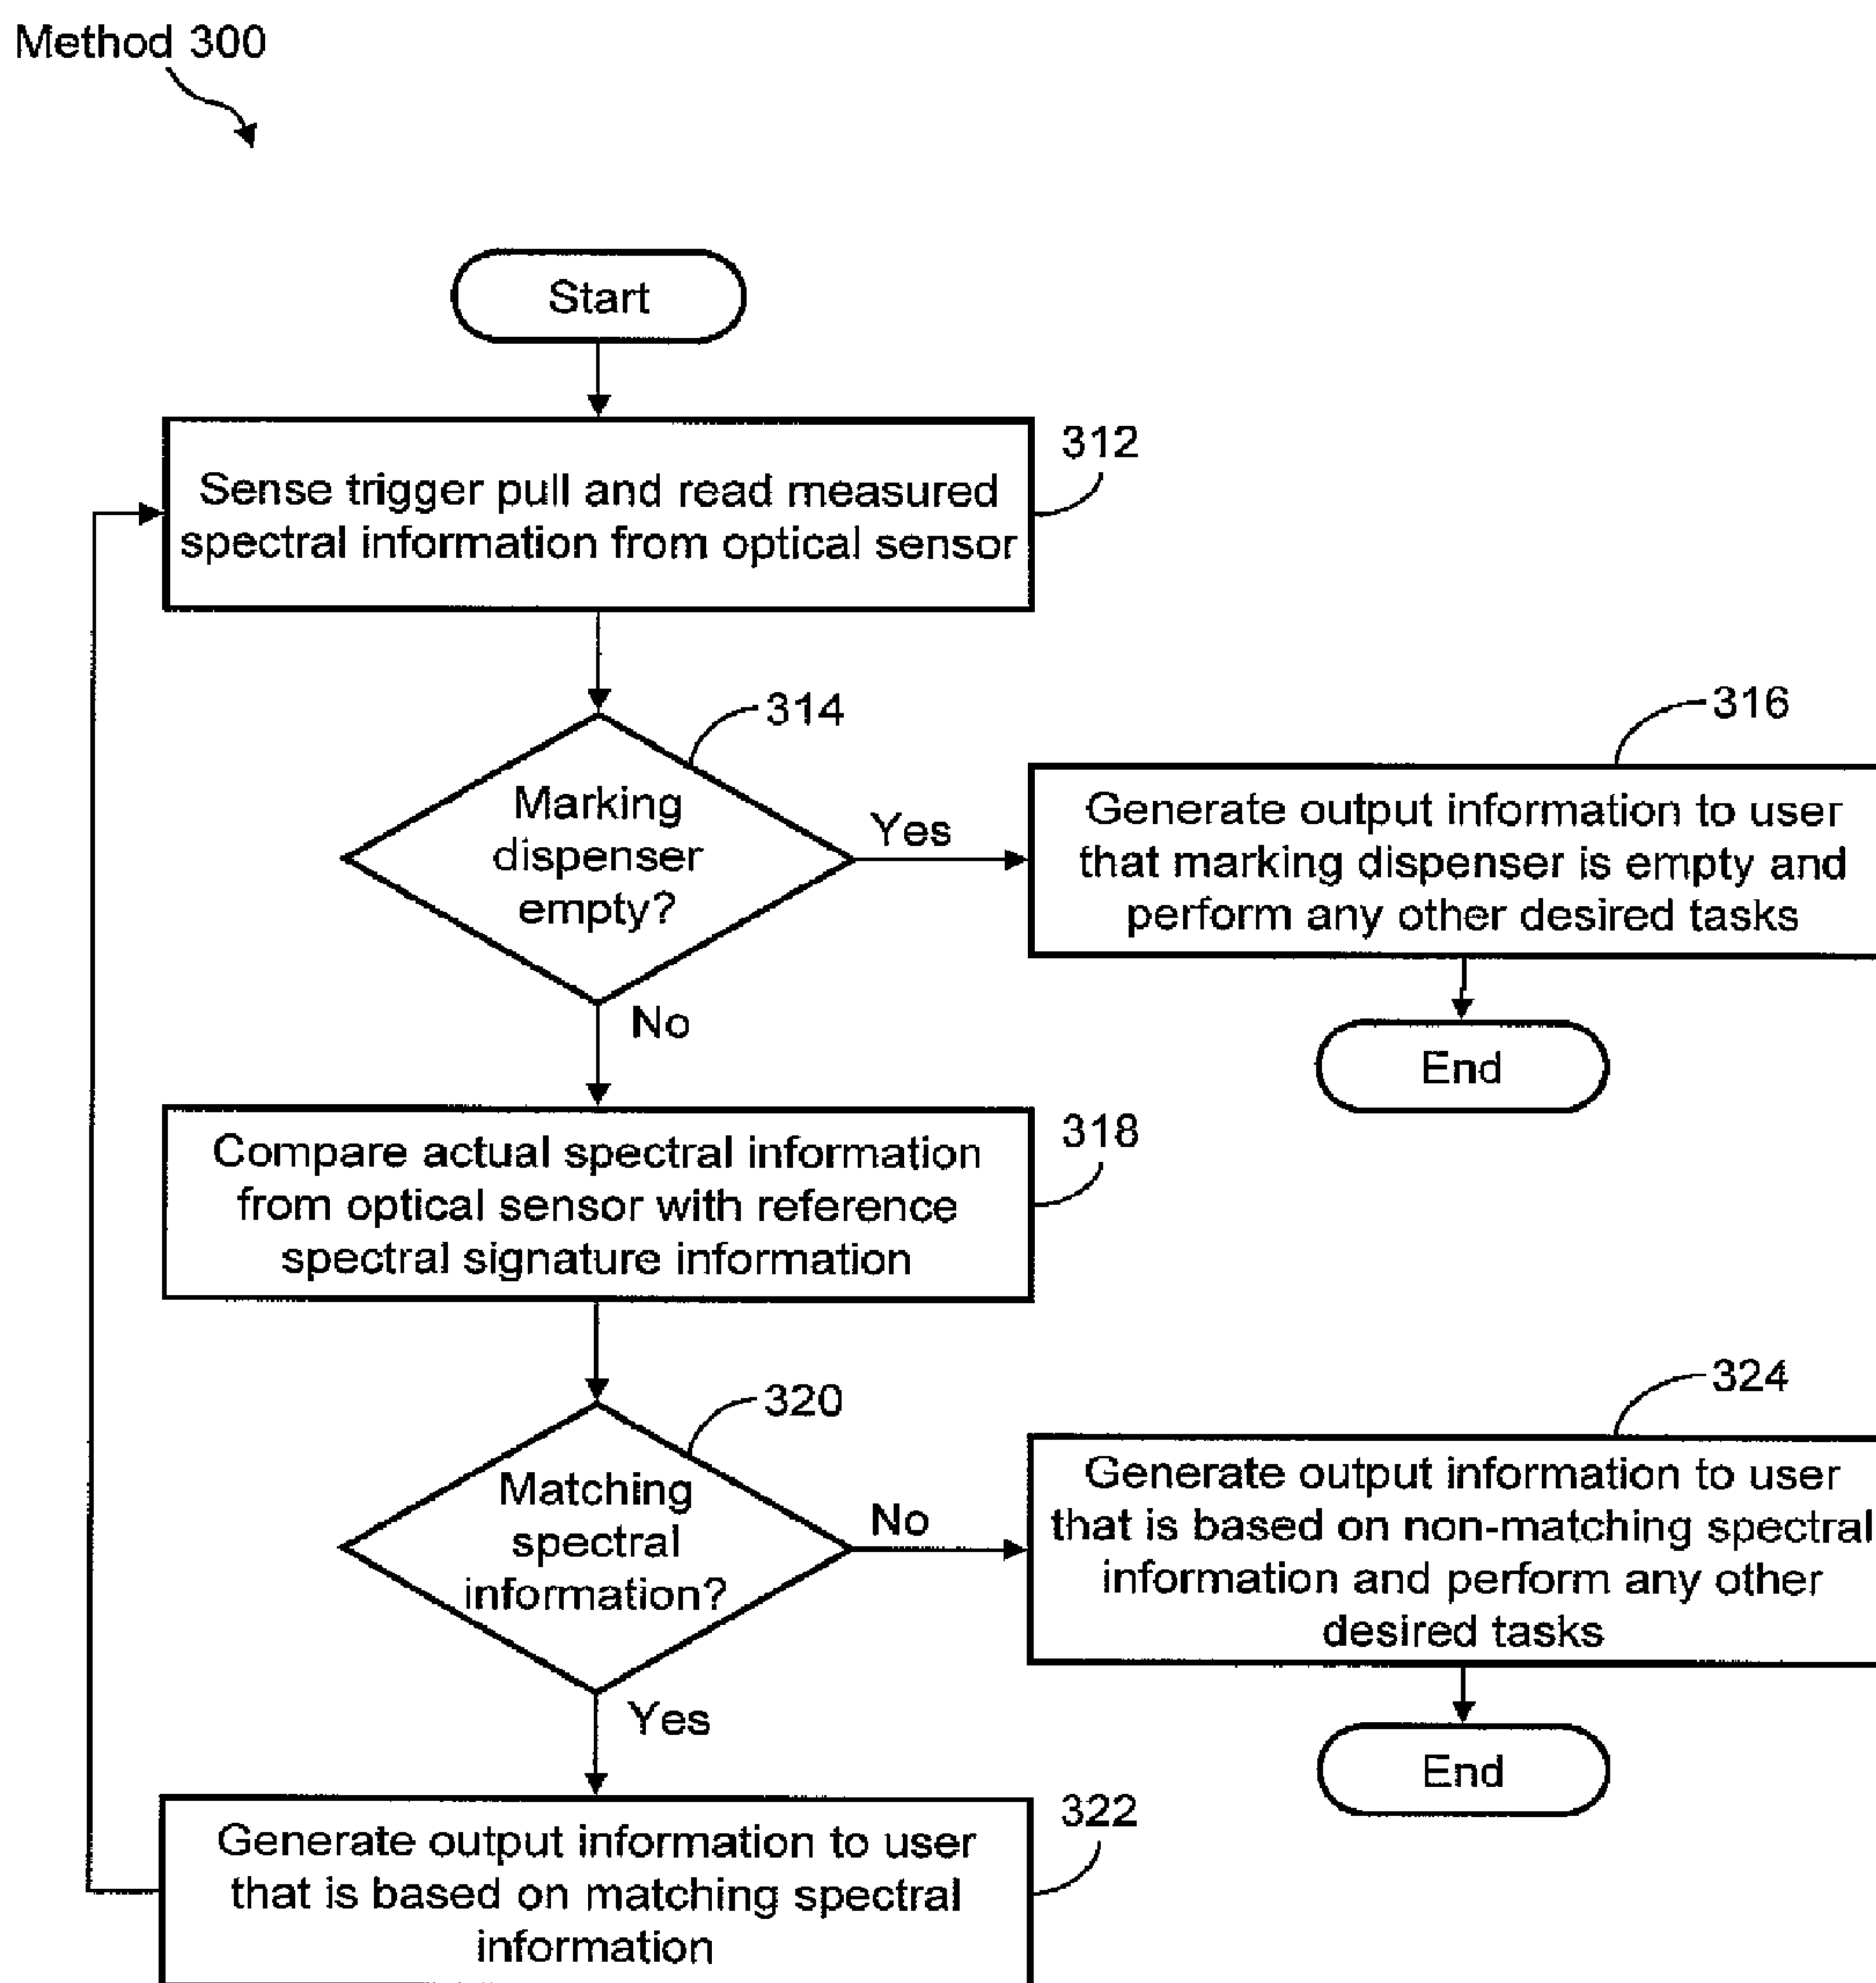 Method 300
Start
312
Sense trigger pull and read measured
spectral information from optical sensor
314
316
Marking
dispenser
empty?
Yes
Generate output information to user
that marking dispenser is empty and
perform any other desired tasks
No
End
318
Compare actual spectral information
from optical sensor with reference
spectral signature information
320
324
Matching
spectral
information?
No
Generate output information to user
that is based on non-matching spectral
information and perform any other
desired tasks
Yes
End
322
Generate output information to user
that is based on matching spectral
information